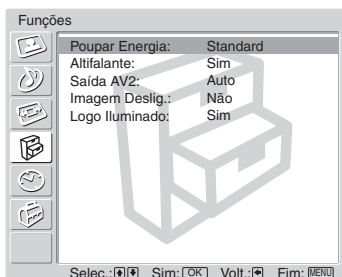 Funções
Poupar Energia: Standard
Altifalante: Sim
Saída AV2: Auto
Imagem Deslig.: Não
Logo Iluminado: Sim
Selec.: Sim: OK Volt.: Fim: MENU